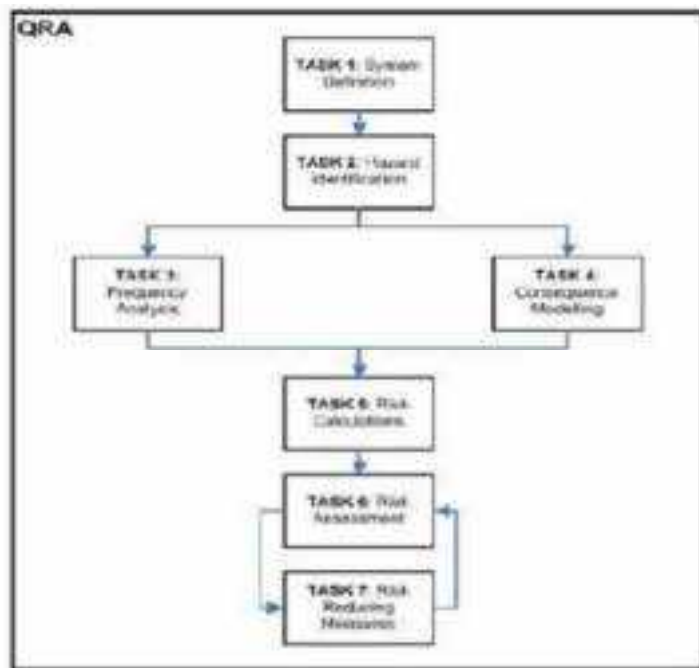 QRA
TASK 1: System
Definition
TASK 2: Hazard
Identification
TASK 3:
Frequency
Analysis
TASK 4:
Consequence
Modelling
TASK 5: Risk
Calculations
TASK 6: Risk
Assessment
TASK 7: Risk
Reducing
Measures